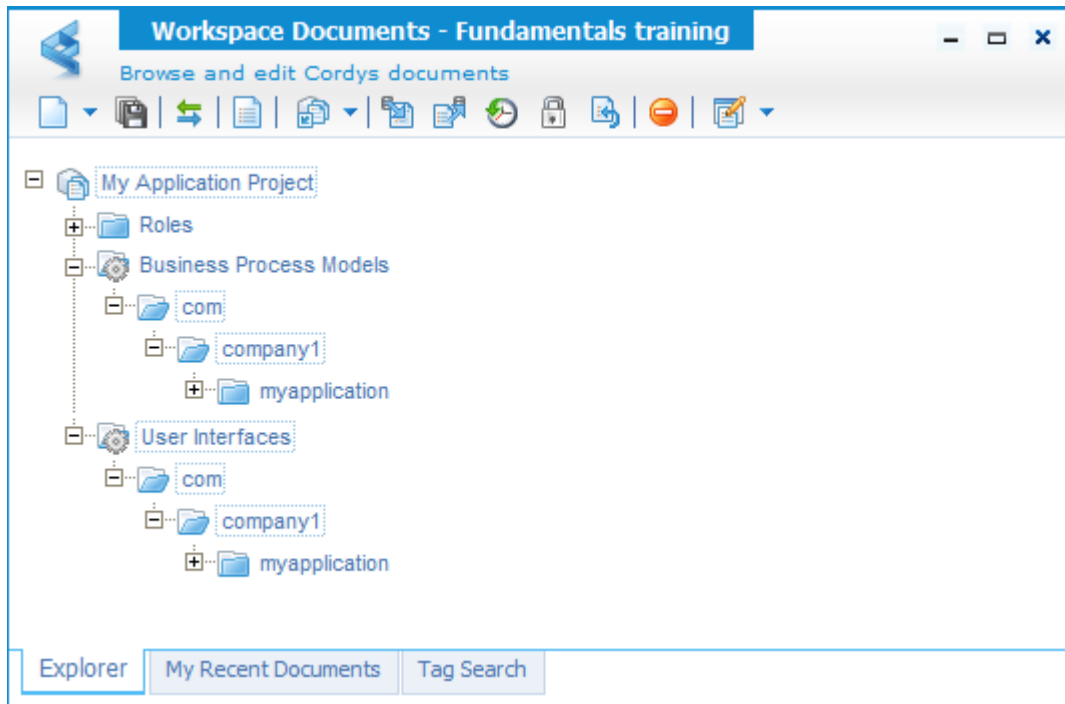 Workspace Documents - Fundamentals training
Browse and edit Cordys documents
My Application Project
Roles
Business Process Models
com
company1
myapplication
User Interfaces
com
company1
myapplication
Explorer
My Recent Documents
Tag Search